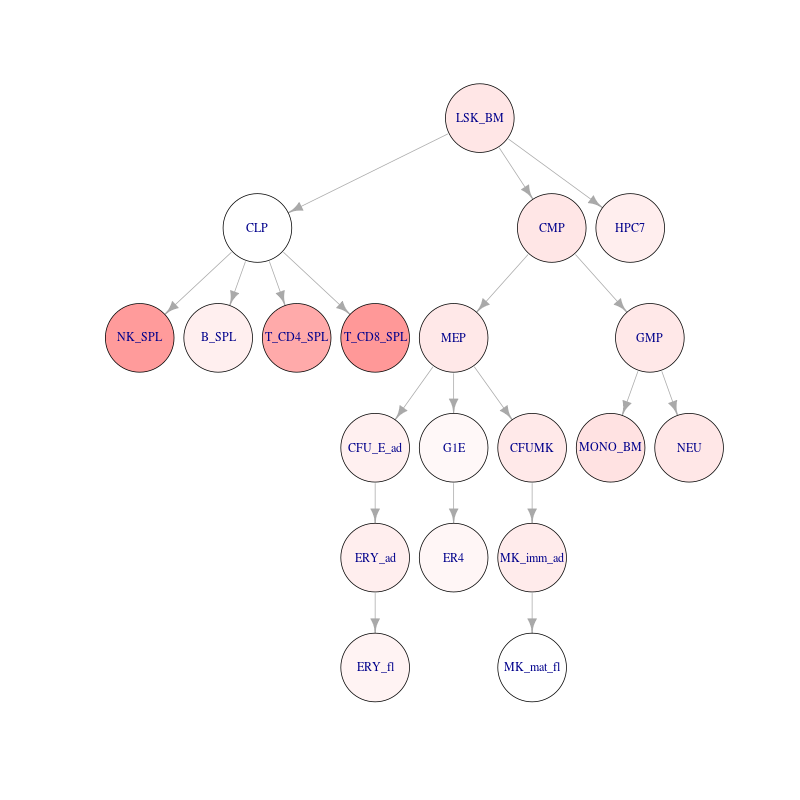 LSK_BM
CLP
CMP
HPC7
NK_SPL
B_SPL
T_CD4_SPL
T_CD8_SPL
MEP
GMP
CFU_E_ad
G1E
CFUMK
MONO_BM
NEU
ERY_ad
ER4
MK_imm_ad
ERY_fl
MK_mat_fl